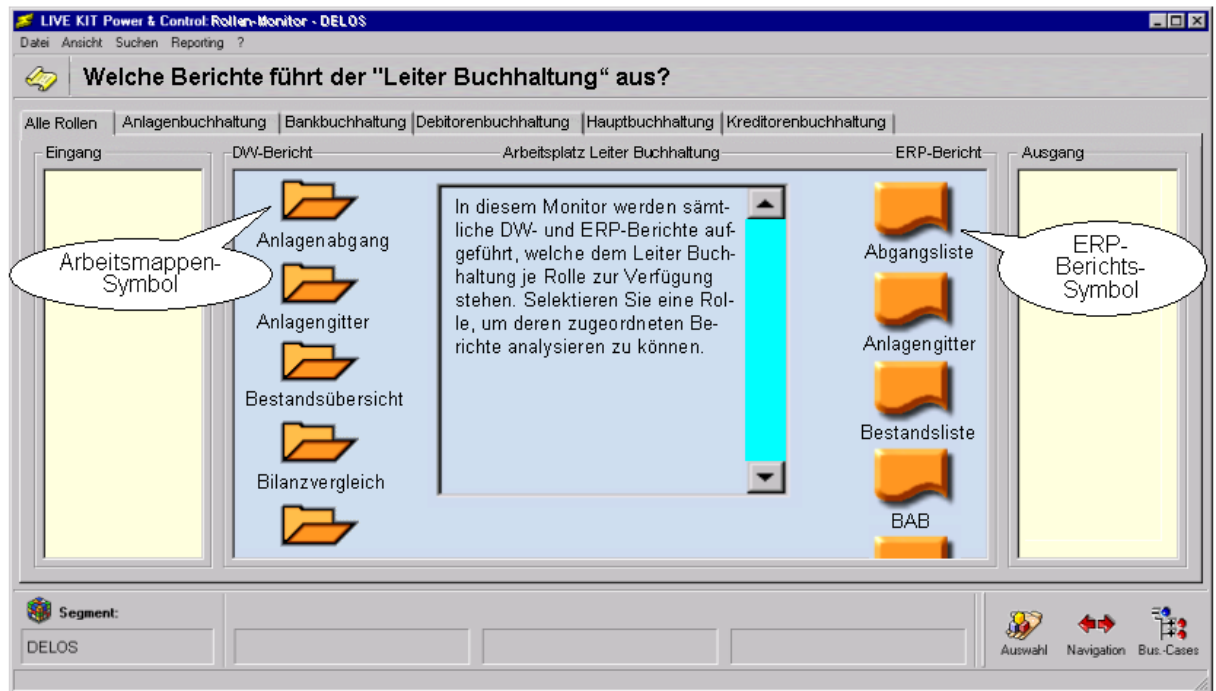 LIVE KIT Power & Control: Rollen-Monitor - DELOS
Datei Ansicht Suchen Reporting ?
Welche Berichte führt der "Leiter Buchhaltung“ aus?
Alle Rollen Anlagenbuchhaltung Bankbuchhaltung Debitorenbuchhaltung Hauptbuchhaltung Kreditorenbuchhaltung
Eingang DW-Bericht Arbeitsplatz Leiter Buchhaltung ERP-Bericht Ausgang
Arbeitsmappen-
Symbol
Anlagenabgang
Anlagengitter
Bestandsübersicht
Bilanzvergleich
In diesem Monitor werden sämt-
liche DW- und ERP-Berichte auf-
geführt, welche dem Leiter Buch-
haltung je Rolle zur Verfügung
stehen. Selektieren Sie eine Rol-
le, um deren zugeordneten Be-
richte analysieren zu können.
Abgangsliste
Anlagengitter
Bestandsliste
BAB
ERP-
Berichts-
Symbol
Segment:
DELOS
Auswahl Navigation Bus.-Cases